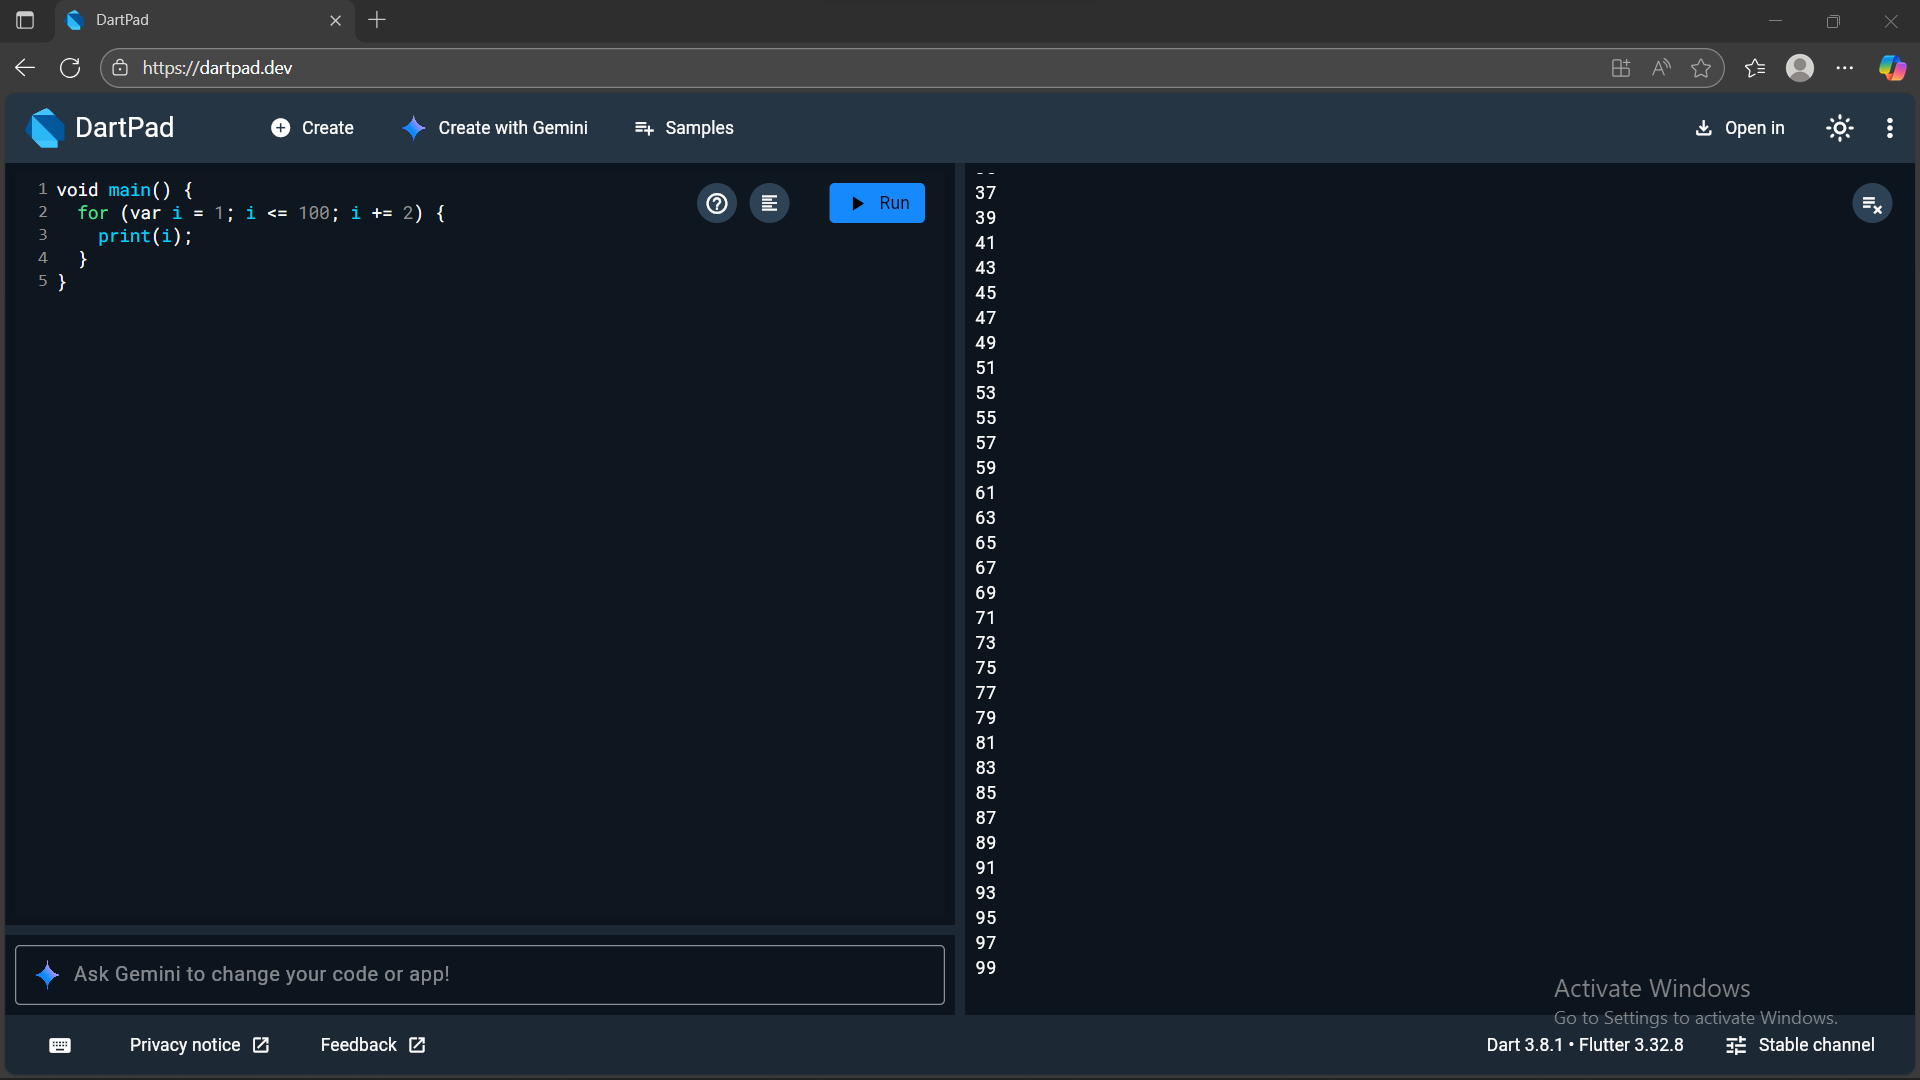 DartPad
https://dartpad.dev
DartPad
Create
Create with Gemini
Samples
Open in
1 void main() {
2   for (var i = 1; i <= 100; i += 2) {
3     print(i);
4   }
5 }
Run
37
39
41
43
45
47
49
51
53
55
57
59
61
63
65
67
69
71
73
75
77
79
81
83
85
87
89
91
93
95
97
99
Ask Gemini to change your code or app!
Activate Windows
Go to Settings to activate Windows.
Privacy notice
Feedback
Dart 3.8.1 • Flutter 3.32.8
Stable channel